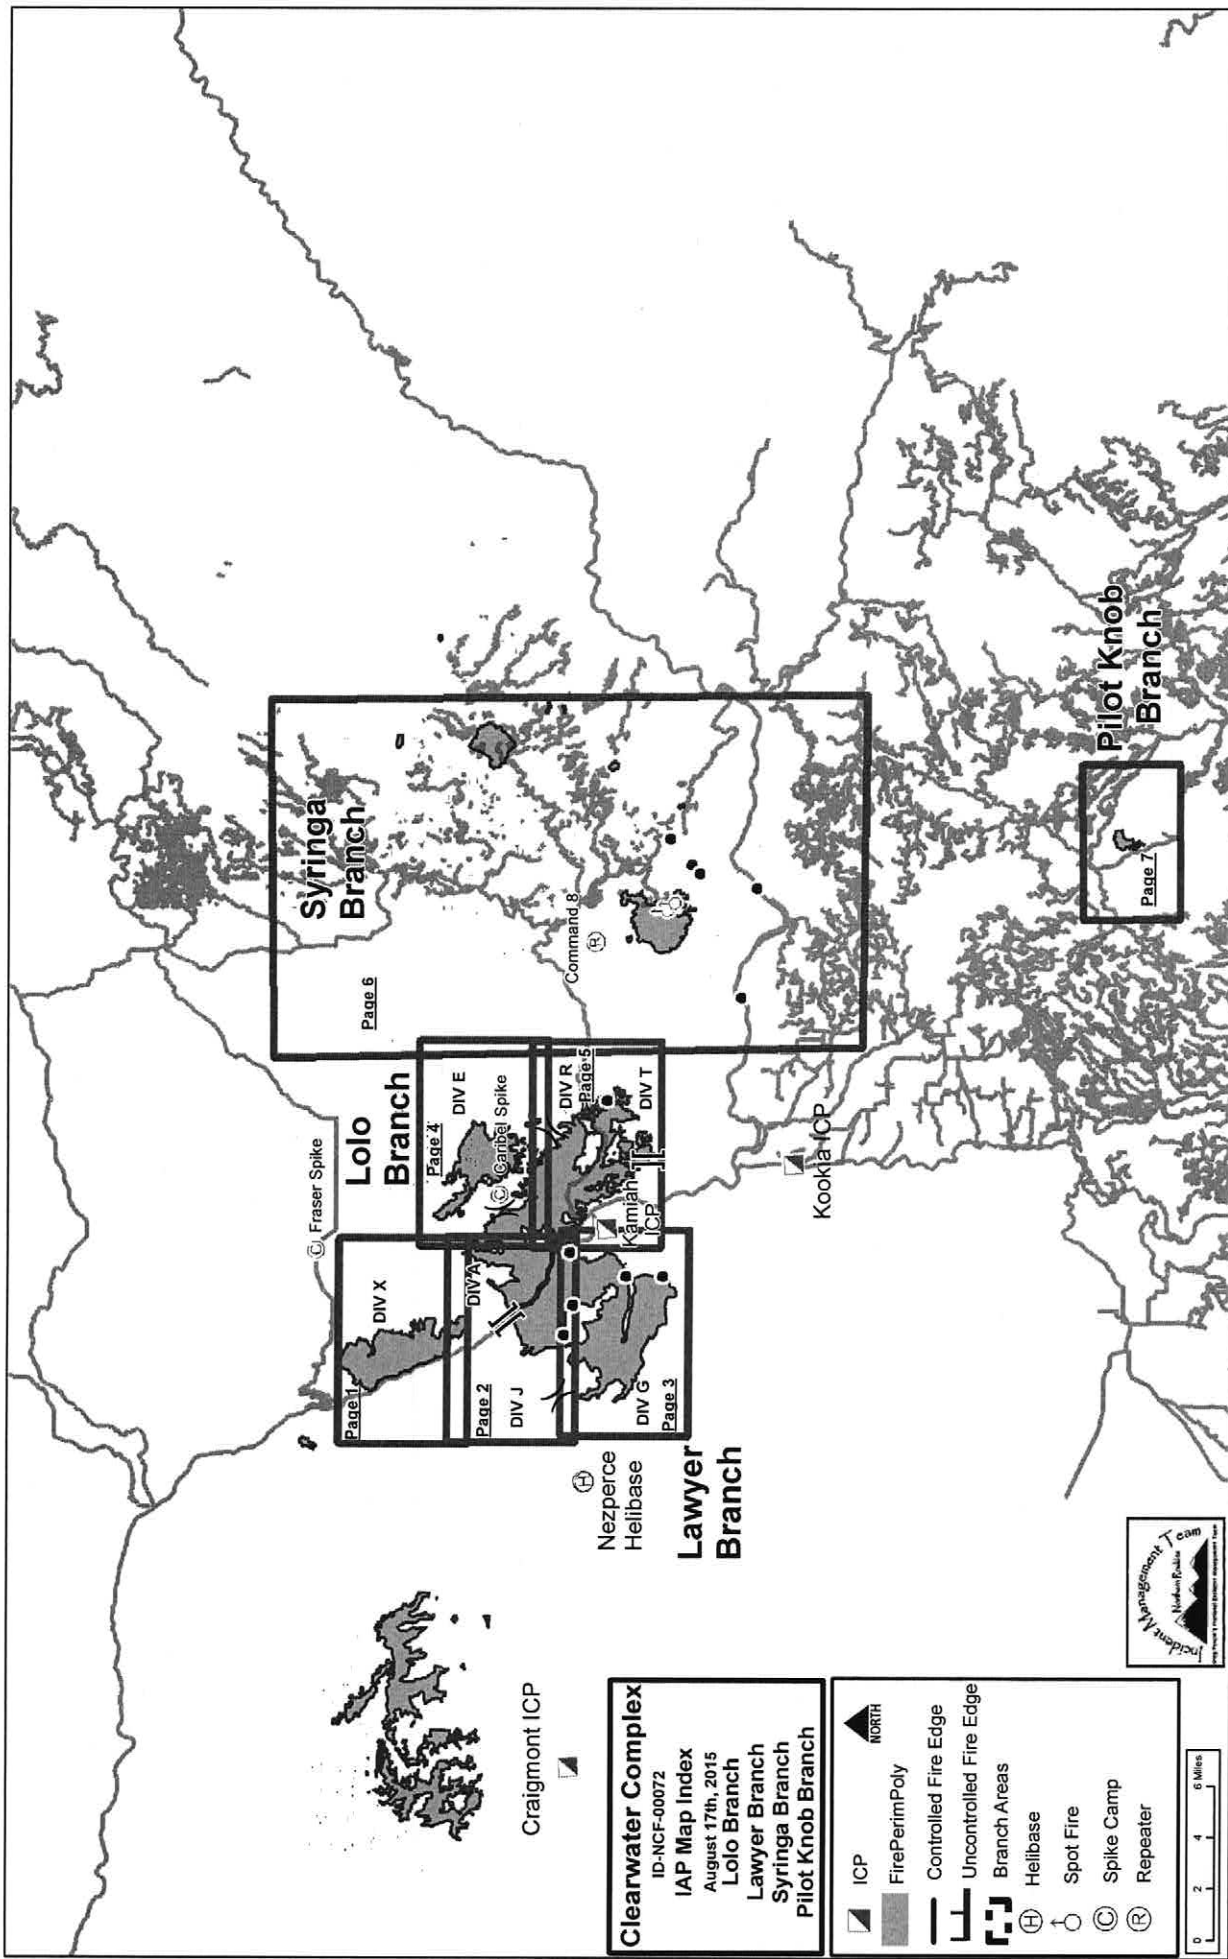 Fraser Spike
Lolo
Branch
Page 4
DIV E
Caribel Spike
DIV R
Page 5
DIV T
Kamiah
ICP
Kookia ICP
Syringa
Branch
Page 6
Command 8
Pilot Knob
Branch
Page 7
Page 1
DIV X
DIV A
Page 2
DIV J
DIV G
Page 3
Nezperce
Helibase
Lawyer
Branch
Craigmont ICP
Clearwater Complex
ID-NCF-00072
IAP Map Index
August 17th, 2015
Lolo Branch
Lawyer Branch
Syringa Branch
Pilot Knob Branch
ICP
NORTH
FirePerimPoly
Controlled Fire Edge
Uncontrolled Fire Edge
Branch Areas
H Helibase
Spot Fire
C Spike Camp
R Repeater
0 2 4 6 Miles
Incident Management Team
Northern Rockies